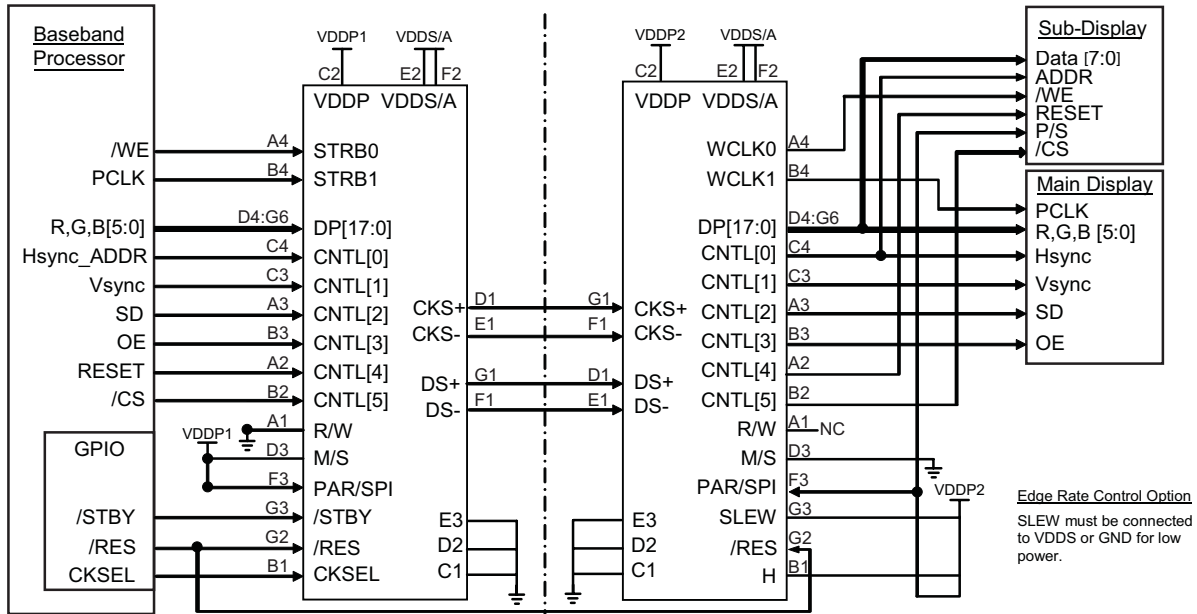 Baseband
Processor
/WE
PCLK
R,G,B[5:0]
Hsync_ADDR
Vsync
SD
OE
RESET
/CS
GPIO
/STBY
/RES
CKSEL
A4
B4
D4:G6
C4
C3
A3
B3
A2
B2
A1
D3
F3
G3
G2
B1
VDDP1
VDDP1
VDDS/A
C2
E2
F2
VDDP
VDDS/A
STRB0
STRB1
DP[17:0]
CNTL[0]
CNTL[1]
CNTL[2]
CNTL[3]
CNTL[4]
CNTL[5]
R/W
M/S
PAR/SPI
/STBY
/RES
CKSEL
CKS+
CKS-
DS+
DS-
E3
D2
C1
D1
E1
G1
F1
G1
F1
D1
E1
VDDP2
VDDS/A
C2
E2
F2
VDDP
VDDS/A
CKS+
CKS-
DS+
DS-
E3
D2
C1
WCLK0
WCLK1
DP[17:0]
CNTL[0]
CNTL[1]
CNTL[2]
CNTL[3]
CNTL[4]
CNTL[5]
R/W
M/S
PAR/SPI
SLEW
/RES
H
A4
B4
D4:G6
C4
C3
A3
B3
A2
B2
A1
NC
D3
F3
G3
G2
B1
VDDP2
Sub-Display
Data [7:0]
ADDR
/WE
RESET
P/S
/CS
Main Display
PCLK
R,G,B [5:0]
Hsync
Vsync
SD
OE
Edge Rate Control Option
SLEW must be connected
to VDDS or GND for low
power.